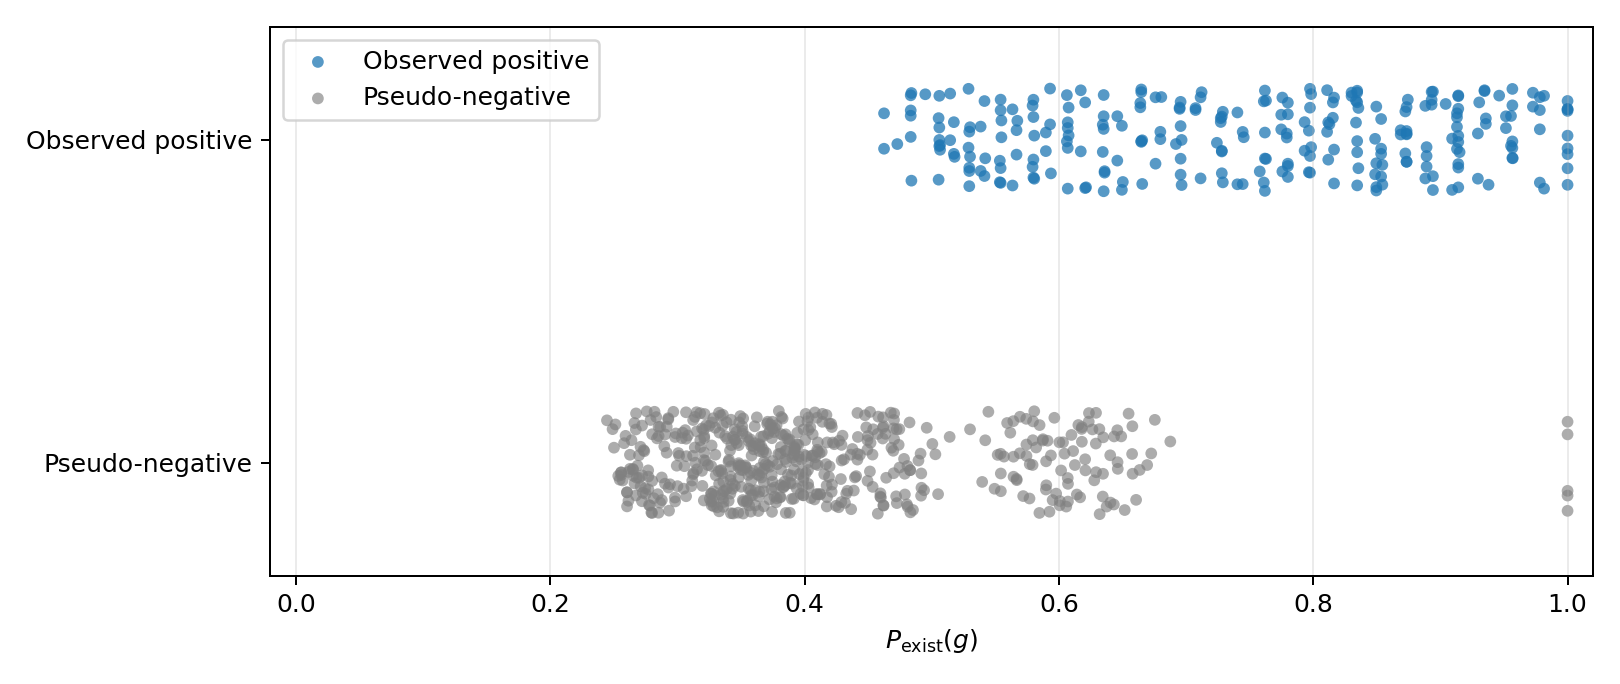 Observed positive
Pseudo-negative
Observed positive
Pseudo-negative
0.0 0.2 0.4 0.6 0.8 1.0
P_exist(g)